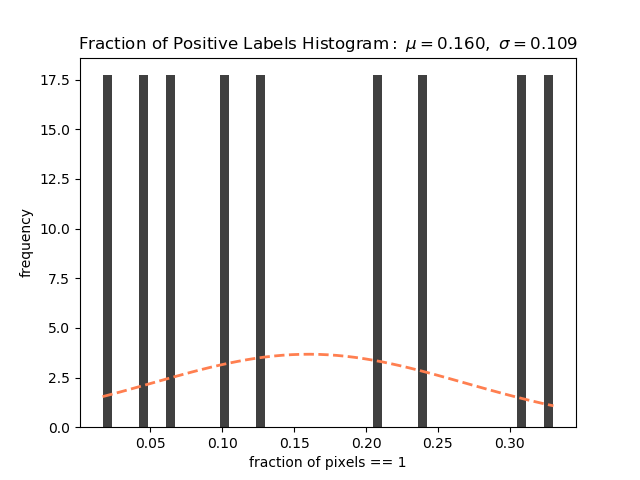 Fraction of Positive Labels Histogram: μ = 0.160, σ = 0.109
17.5
15.0
12.5
10.0
7.5
5.0
2.5
0.0
frequency
0.05 0.10 0.15 0.20 0.25 0.30
fraction of pixels == 1